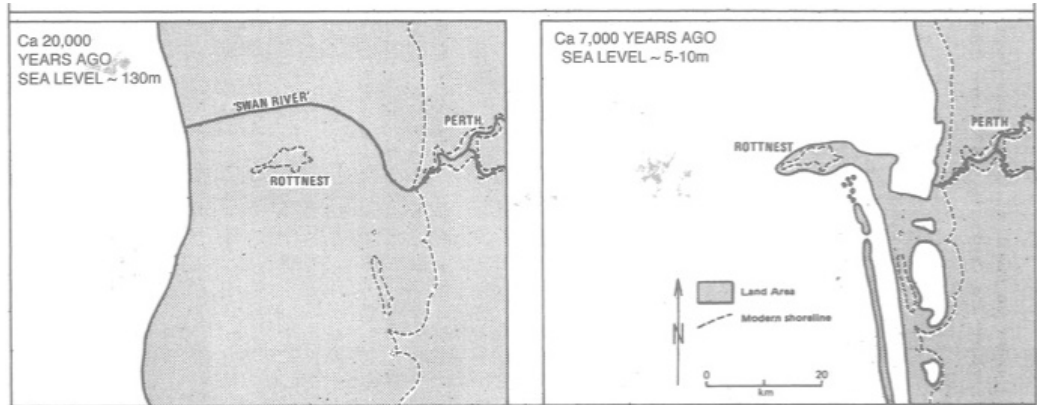 Ca 20,000
YEARS AGO
SEA LEVEL ~ 130m
'SWAN RIVER'
PERTH
ROTTNEST
Ca 7,000 YEARS AGO
SEA LEVEL ~ 5-10m
PERTH
ROTTNEST
Land Area
Modern shoreline
N
0 20
km